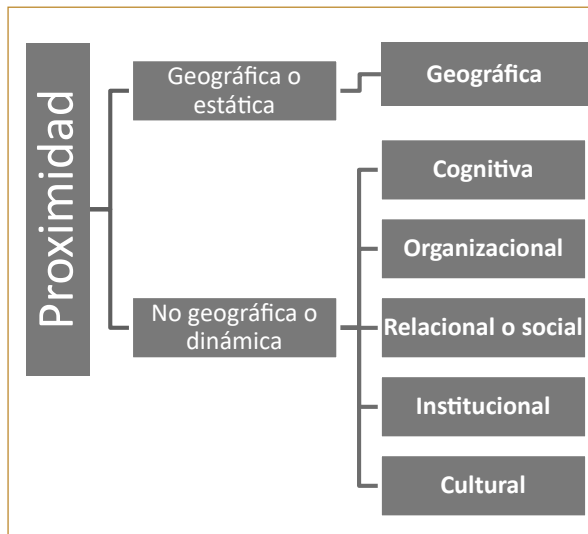 Proximidad
Geográfica o
estática
Geográfica
No geográfica o
dinámica
Cognitiva
Organizacional
Relacional o social
Institucional
Cultural